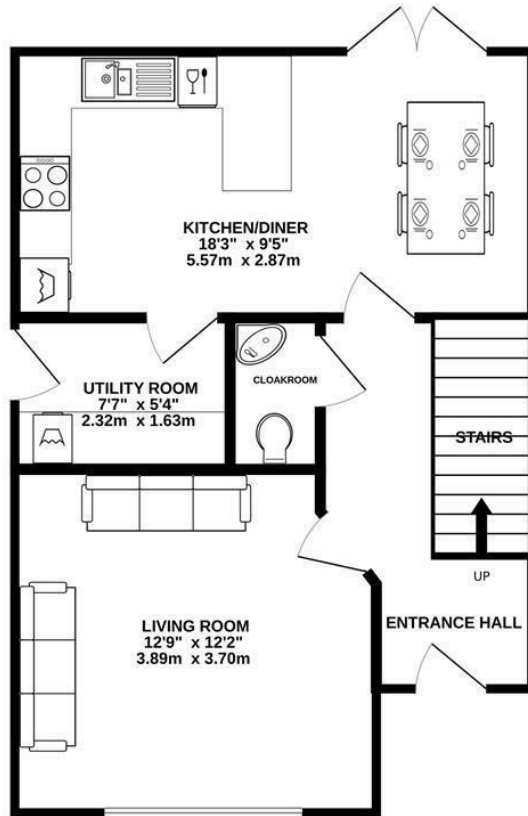 KITCHEN/DINER
18'3" x 9'5"
5.57m x 2.87m
UTILITY ROOM
7'7" x 5'4"
2.32m x 1.63m
CLOAKROOM
STAIRS
UP
ENTRANCE HALL
LIVING ROOM
12'9" x 12'2"
3.89m x 3.70m